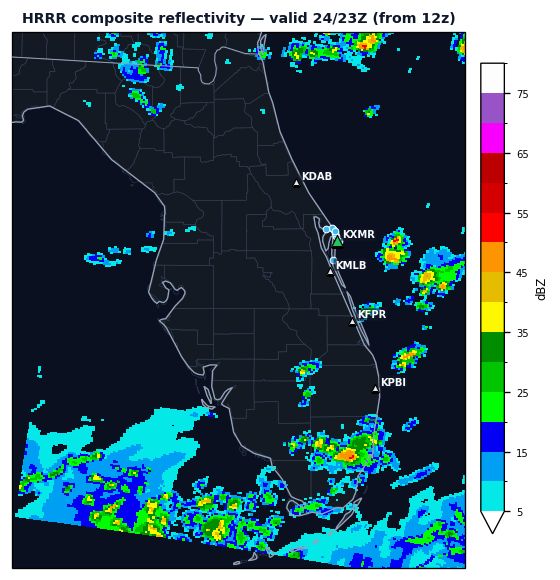 HRRR composite reflectivity — valid 24/23Z (from 12z)
KDAB
KXMR
KMLB
KFPR
KPBI
75
65
55
45
35
25
15
5
dBZ